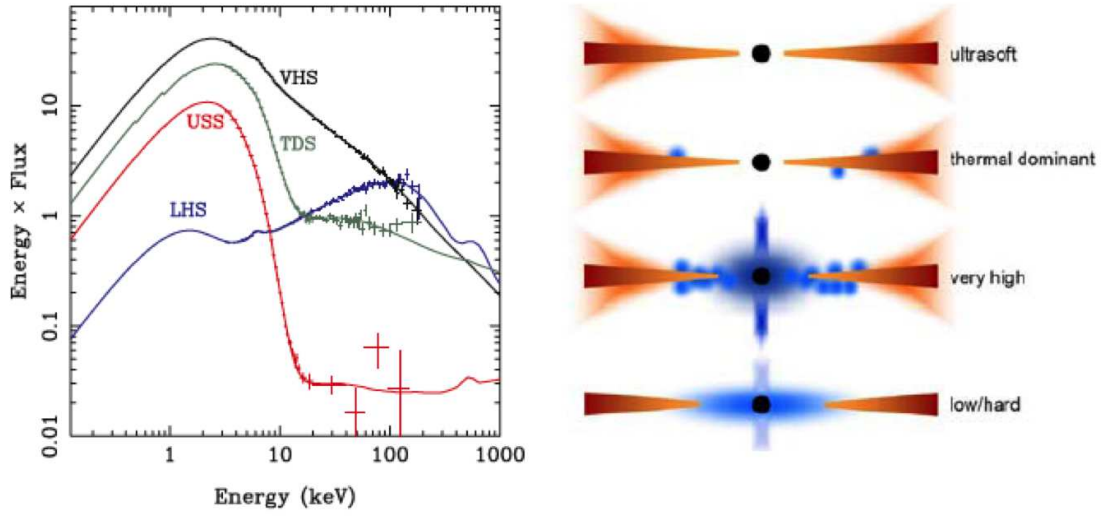 VHS
USS
TDS
LHS
10
1
0.1
0.01
Energy × Flux
1
10
100
1000
Energy (keV)
ultrasoft
thermal dominant
very high
low/hard